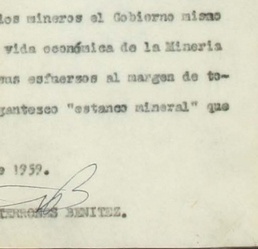 los mineros el Gobierno mismo
vida económica de la Mineria
sus esfuerzos al margen de to-
gantesco "estanco mineral" que
1959.
BENITEZ.